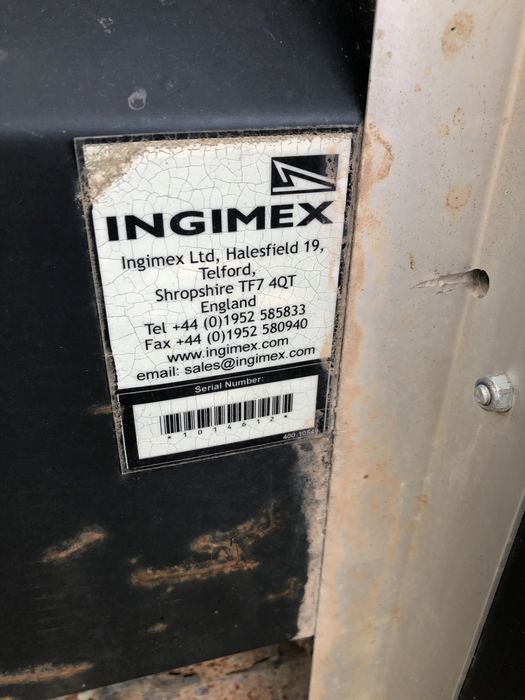 INGIMEX
Ingimex Ltd, Halesfield 19,
Telford,
Shropshire TF7 4QT
England
Tel +44 (0)1952 585833
Fax +44 (0)1952 580940
www.ingimex.com
email: sales@ingimex.com
Serial Number:
*1014612*